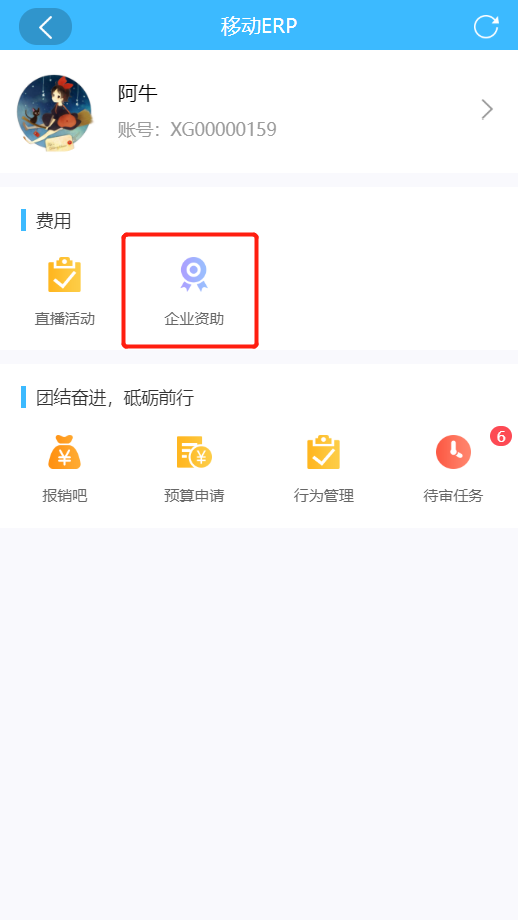 移动ERP
阿牛
账号：XG00000159
费用
直播活动 企业资助
团结奋进，砥砺前行
6
报销吧 预算申请 行为管理 待审任务